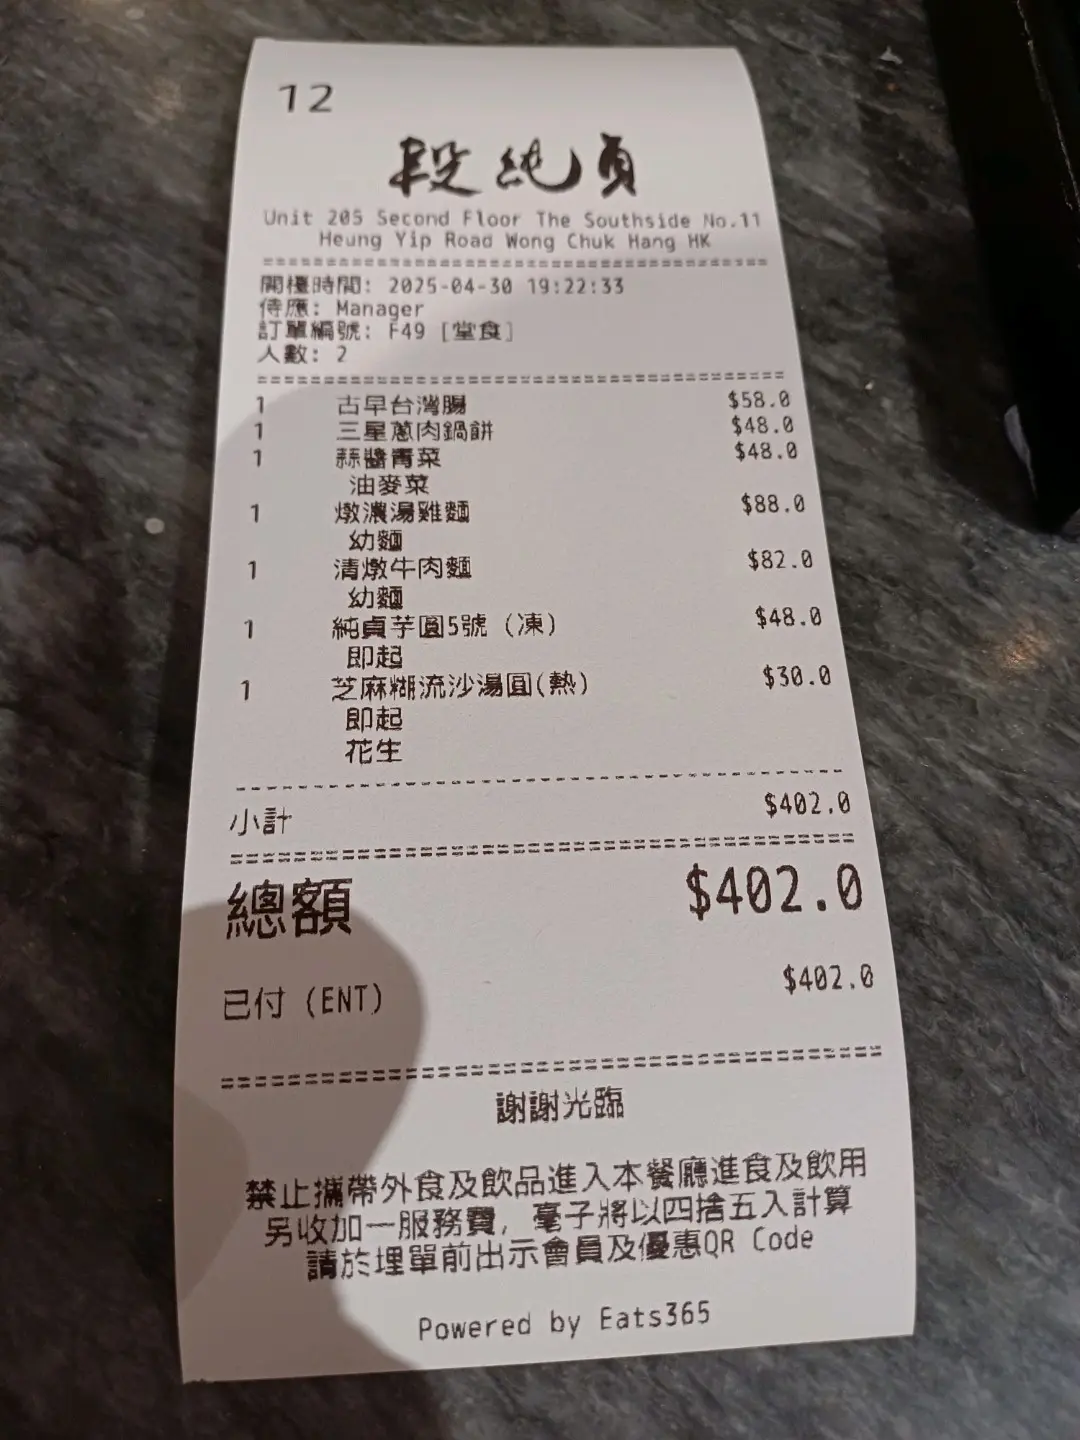 12
段純貞
Unit 205 Second Floor The Southside No.11
Heung Yip Road Wong Chuk Hang HK
開檯時間: 2025-04-30 19:22:33
侍應: Manager
訂單編號: F49 [堂食]
人數: 2
1 古早台灣腸 $58.0
1 三星蔥肉鍋餅 $48.0
1 蒜醬青菜 $48.0
油麥菜
1 燉濃湯雞麵 $88.0
幼麵
1 清燉牛肉麵 $82.0
幼麵
1 純貞芋圓5號 (凍) $48.0
即起
1 芝麻糊流沙湯圓(熱) $30.0
即起
花生
小計 $402.0
總額 $402.0
已付 (ENT) $402.0
謝謝光臨
禁止攜帶外食及飲品進入本餐廳進食及飲用
另收加一服務費, 毫子將以四捨五入計算
請於埋單前出示會員及優惠QR Code
Powered by Eats365